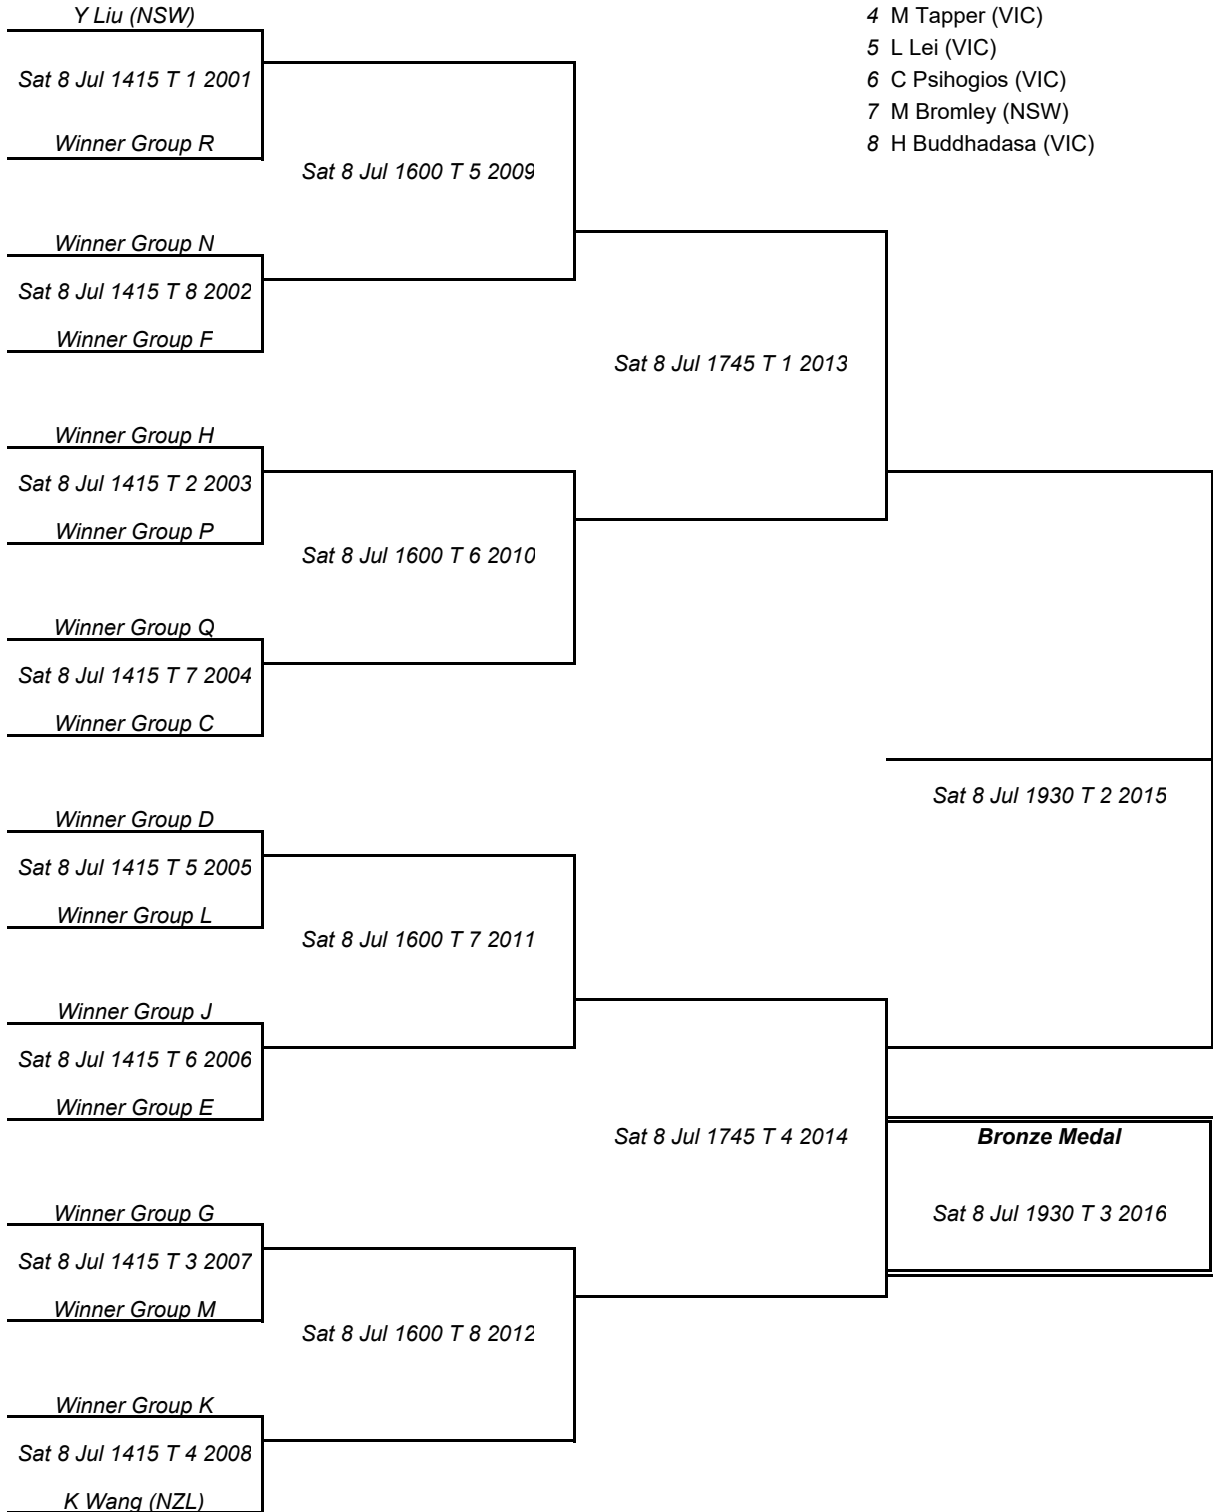 Y Liu (NSW)
4 M Tapper (VIC)
5 L Lei (VIC)
Sat 8 Jul 1415 T 1 2001
6 C Psihogios (VIC)
7 M Bromley (NSW)
Winner Group R
8 H Buddhadasa (VIC)
Sat 8 Jul 1600 T 5 2009
Winner Group N
Sat 8 Jul 1415 T 8 2002
Winner Group F
Sat 8 Jul 1745 T 1 2013
Winner Group H
Sat 8 Jul 1415 T 2 2003
Winner Group P
Sat 8 Jul 1600 T 6 2010
Winner Group Q
Sat 8 Jul 1415 T 7 2004
Winner Group C
Sat 8 Jul 1930 T 2 2015
Winner Group D
Sat 8 Jul 1415 T 5 2005
Winner Group L
Sat 8 Jul 1600 T 7 2011
Winner Group J
Sat 8 Jul 1415 T 6 2006
Winner Group E
Sat 8 Jul 1745 T 4 2014
Bronze Medal
Winner Group G
Sat 8 Jul 1930 T 3 2016
Sat 8 Jul 1415 T 3 2007
Winner Group M
Sat 8 Jul 1600 T 8 2012
Winner Group K
Sat 8 Jul 1415 T 4 2008
K Wang (NZL)